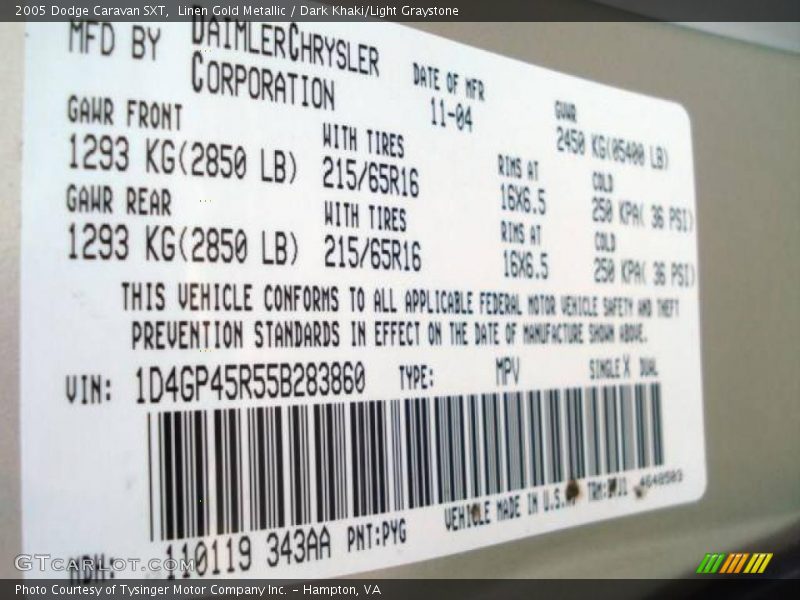 2005 Dodge Caravan SXT, Linen Gold Metallic / Dark Khaki/Light Graystone
MFD BY DAIMLERCHRYSLER CORPORATION
DATE OF MFR 11-04
GVWR 2450 KG(05400 LB)
GAWR FRONT
1293 KG(2850 LB)
WITH TIRES
215/65R16
RIMS AT
16X6.5
COLD
250 KPA( 36 PSI)
GAWR REAR
1293 KG(2850 LB)
WITH TIRES
215/65R16
RIMS AT
16X6.5
COLD
250 KPA( 36 PSI)
THIS VEHICLE CONFORMS TO ALL APPLICABLE FEDERAL MOTOR VEHICLE SAFETY AND THEFT
PREVENTION STANDARDS IN EFFECT ON THE DATE OF MANUFACTURE SHOWN ABOVE.
VIN: 1D4GP45R55B283860 TYPE: MPV SINGLE X DUAL
VEHICLE MADE IN U.S.A.
4648503
MDH: 110119 343AA PNT:PYG
GTcarlot.com
Photo Courtesy of Tysinger Motor Company Inc. - Hampton, VA